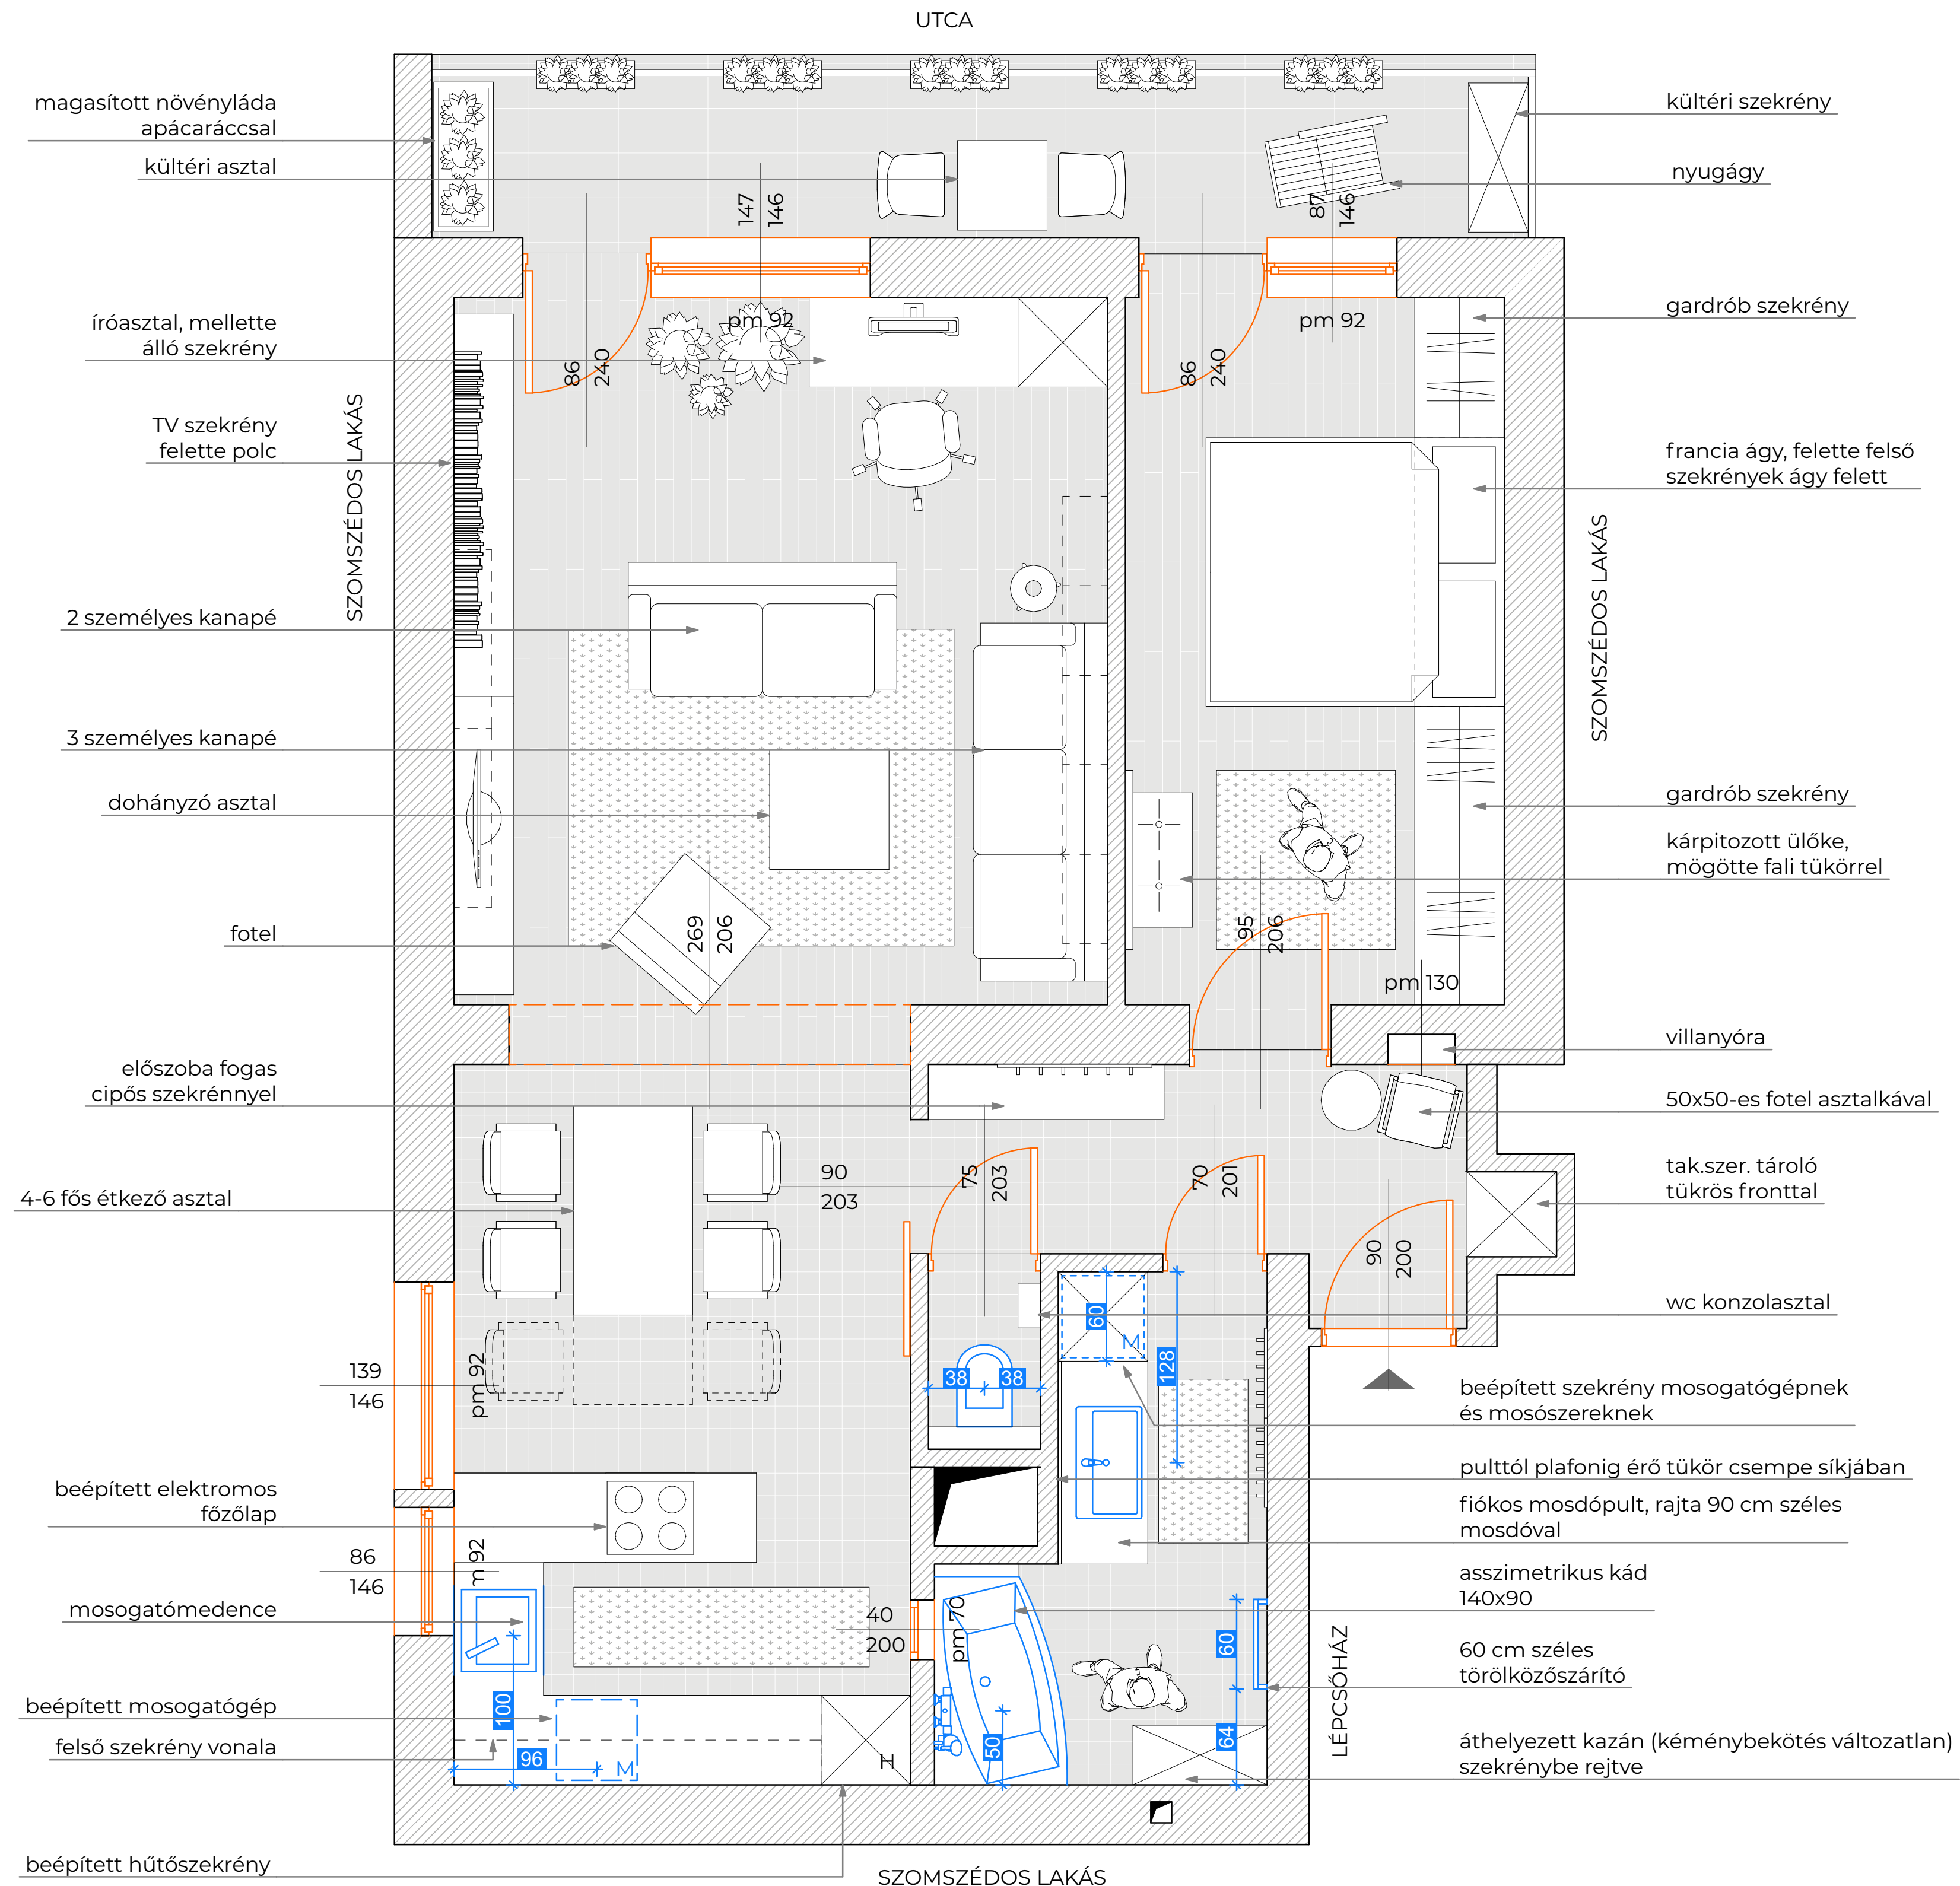 UTCA
magasított növényláda
apácaráccsal
kültéri asztal
kültéri szekrény
nyugágy
147
146
87
146
íróasztal, mellette
álló szekrény
pm 92
86
240
86
240
pm 92
gardrób szekrény
TV szekrény
felette polc
SZOMSZÉDOS LAKÁS
francia ágy, felette felső
szekrények ágy felett
SZOMSZÉDOS LAKÁS
2 személyes kanapé
3 személyes kanapé
dohányzó asztal
gardrób szekrény
kárpitozott ülőke,
mögötte fali tükörrel
fotel
269
206
95
206
pm 130
villanyóra
előszoba fogas
cipős szekrénnyel
50x50-es fotel asztalkával
4-6 fős étkező asztal
90
203
75
203
70
201
tak.szer. tároló
tükrös fronttal
90
200
wc konzolasztal
60
M
128
38
38
139
146
pm 92
beépített szekrény mosogatógépnek
és mosószereknek
pulttól plafonig érő tükör csempe síkjában
fiókos mosdópult, rajta 90 cm széles
mosdóval
beépített elektromos
főzőlap
86
146
m 92
asszimetrikus kád
140x90
mosogatómedence
40
200
pm 70
60
60 cm széles
törölközőszárító
LÉPCSŐHÁZ
beépített mosogatógép
100
felső szekrény vonala
96
M
H
50
64
áthelyezett kazán (kéménybekötés változatlan)
szekrénybe rejtve
beépített hűtőszekrény
SZOMSZÉDOS LAKÁS